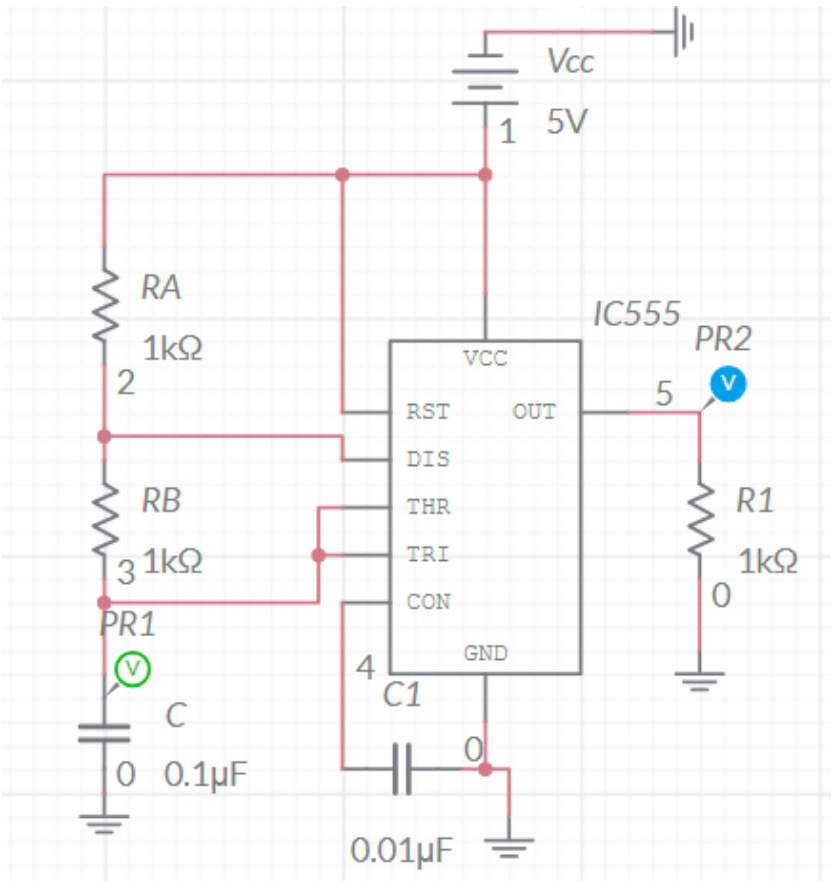 Vcc
5V
1
RA
1kΩ
2
IC555
PR2
V
5
VCC
RST
OUT
DIS
THR
TRI
CON
GND
RB
1kΩ
3
R1
1kΩ
0
PR1
V
C
0
0.1µF
4
C1
0
0.01µF